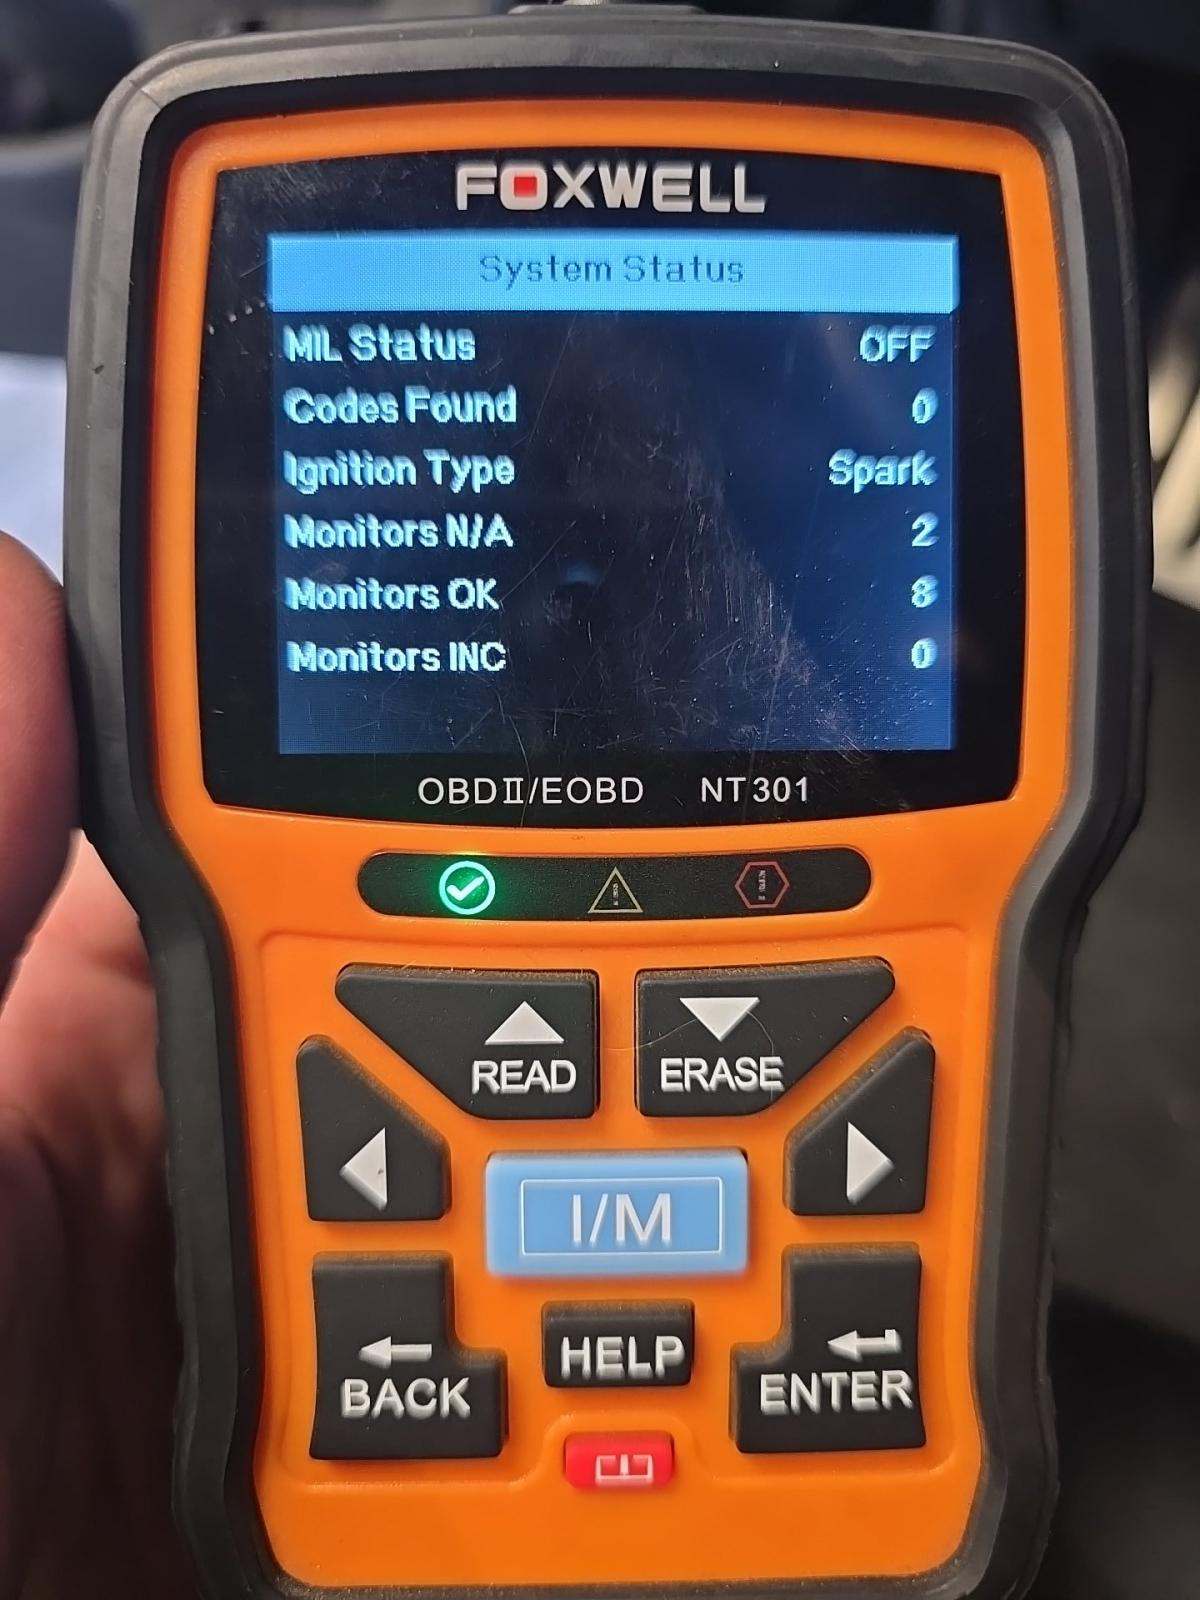 FOXWELL
System Status
MIL Status OFF
Codes Found 0
Ignition Type Spark
Monitors N/A 2
Monitors OK 8
Monitors INC 0
OBDII/EOBD NT301
READ ERASE
I/M
HELP
BACK ENTER